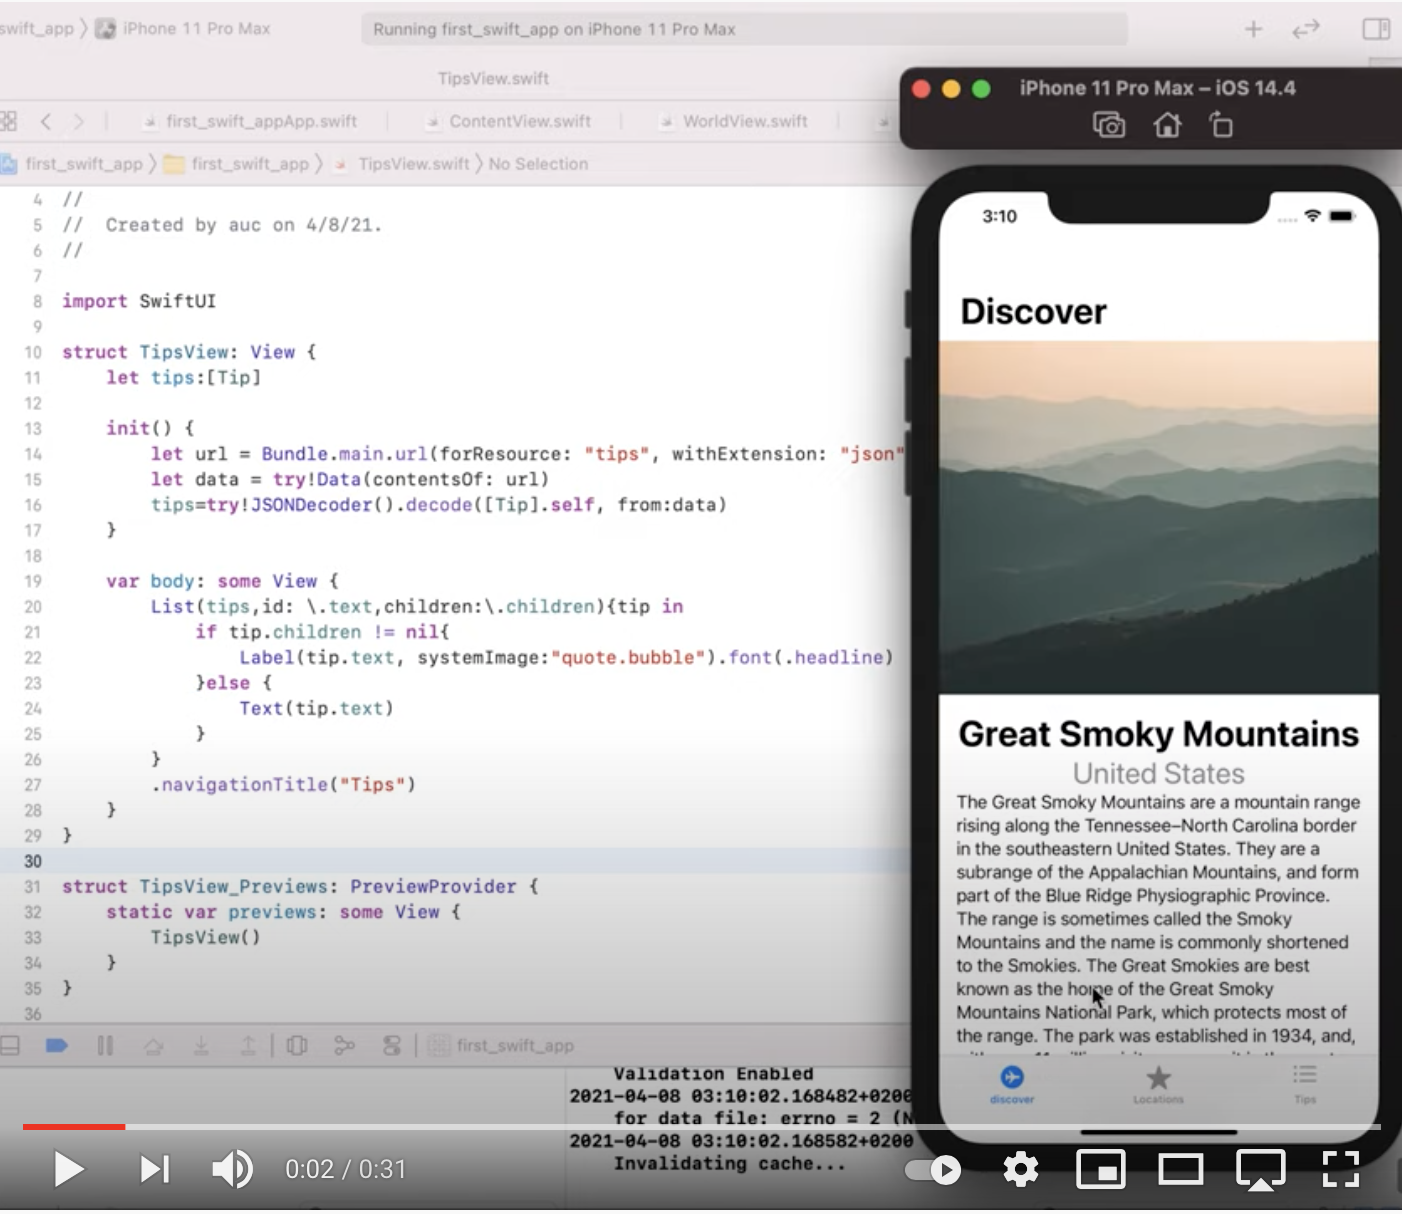 swift_app 〉 iPhone 11 Pro Max
Running first_swift_app on iPhone 11 Pro Max
TipsView.swift
first_swift_appApp.swift
ContentView.swift
WorldView.swift
first_swift_app 〉 first_swift_app 〉 TipsView.swift 〉 No Selection
4 //
5 //  Created by auc on 4/8/21.
6 //
7
8 import SwiftUI
9
10 struct TipsView: View {
11     let tips:[Tip]
12
13     init() {
14         let url = Bundle.main.url(forResource: "tips", withExtension: "json"
15         let data = try!Data(contentsOf: url)
16         tips=try!JSONDecoder().decode([Tip].self, from:data)
17     }
18
19     var body: some View {
20         List(tips,id: \.text,children:\.children){tip in
21             if tip.children != nil{
22                 Label(tip.text, systemImage:"quote.bubble").font(.headline)
23             }else {
24                 Text(tip.text)
25             }
26         }
27         .navigationTitle("Tips")
28     }
29 }
30
31 struct TipsView_Previews: PreviewProvider {
32     static var previews: some View {
33         TipsView()
34     }
35 }
36
first_swift_app
Validation Enabled
2021-04-08 03:10:02.168482+0200
for data file: errno = 2 (N
2021-04-08 03:10:02.168582+0200
Invalidating cache...
iPhone 11 Pro Max – iOS 14.4
3:10
Discover
Great Smoky Mountains
United States
The Great Smoky Mountains are a mountain range
rising along the Tennessee–North Carolina border
in the southeastern United States. They are a
subrange of the Appalachian Mountains, and form
part of the Blue Ridge Physiographic Province.
The range is sometimes called the Smoky
Mountains and the name is commonly shortened
to the Smokies. The Great Smokies are best
known as the home of the Great Smoky
Mountains National Park, which protects most of
the range. The park was established in 1934, and,
discover
Locations
Tips
0:02 / 0:31